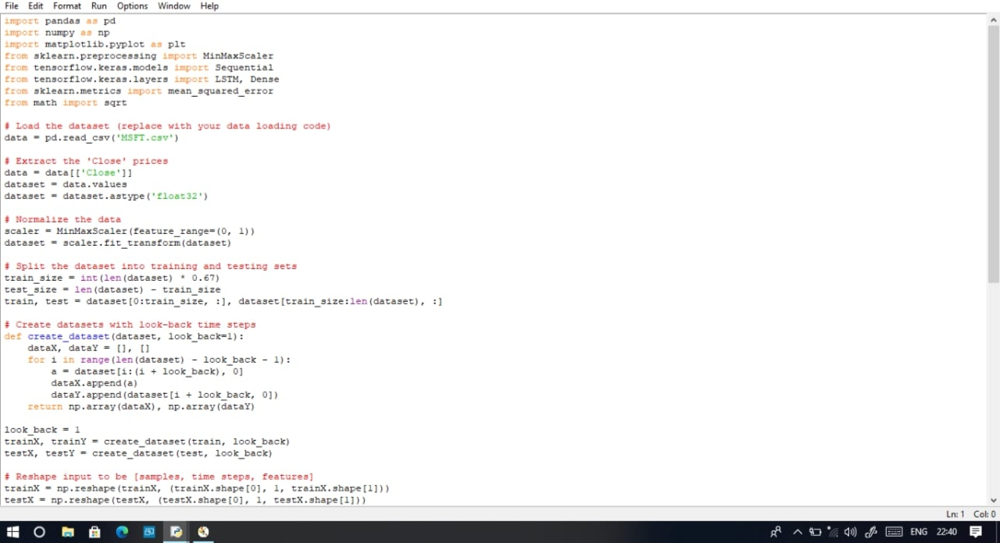 File Edit Format Run Options Window Help
import pandas as pd
import numpy as np
import matplotlib.pyplot as plt
from sklearn.preprocessing import MinMaxScaler
from tensorflow.keras.models import Sequential
from tensorflow.keras.layers import LSTM, Dense
from sklearn.metrics import mean_squared_error
from math import sqrt

# Load the dataset (replace with your data loading code)
data = pd.read_csv('MSFT.csv')

# Extract the 'Close' prices
data = data[['Close']]
dataset = data.values
dataset = dataset.astype('float32')

# Normalize the data
scaler = MinMaxScaler(feature_range=(0, 1))
dataset = scaler.fit_transform(dataset)

# Split the dataset into training and testing sets
train_size = int(len(dataset) * 0.67)
test_size = len(dataset) - train_size
train, test = dataset[0:train_size, :], dataset[train_size:len(dataset), :]

# Create datasets with look-back time steps
def create_dataset(dataset, look_back=1):
    dataX, dataY = [], []
    for i in range(len(dataset) - look_back - 1):
        a = dataset[i:(i + look_back), 0]
        dataX.append(a)
        dataY.append(dataset[i + look_back, 0])
    return np.array(dataX), np.array(dataY)

look_back = 1
trainX, trainY = create_dataset(train, look_back)
testX, testY = create_dataset(test, look_back)

# Reshape input to be [samples, time steps, features]
trainX = np.reshape(trainX, (trainX.shape[0], 1, trainX.shape[1]))
testX = np.reshape(testX, (testX.shape[0], 1, testX.shape[1]))
Ln: 1 Col: 0
ENG 22:40